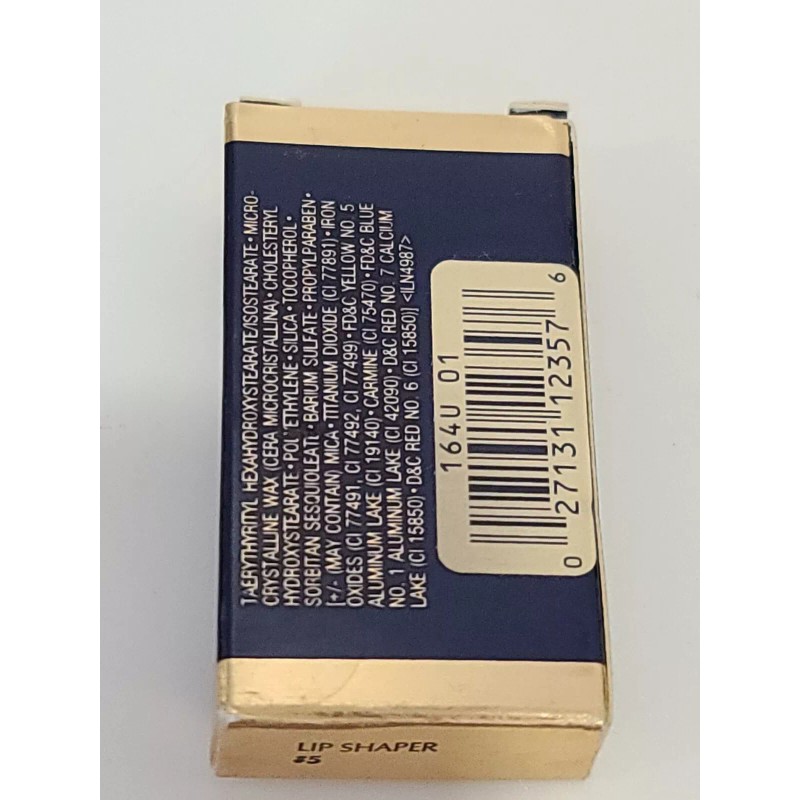 TAERYTHYRITYL HEXAHYDROXYSTEARATE/ISOSTEARATE•MICRO-
CRYSTALLINE WAX (CERA MICROCRISTALLINA)•CHOLESTERYL
HYDROXYSTEARATE•POL ETHYLENE•SILICA•TOCOPHEROL•
SORBITAN SESQUIOLEATE•BARIUM SULFATE•PROPYLPARABEN•
[+/- (MAY CONTAIN) MICA•TITANIUM DIOXIDE (CI 77891)•IRON
OXIDES (CI 77491, CI 77492, CI 77499)•FD&C YELLOW NO. 5
ALUMINUM LAKE (CI 19140)•CARMINE (CI 75470)•FD&C BLUE
NO. 1 ALUMINUM LAKE (CI 42090)•D&C RED NO. 7 CALCIUM
LAKE (CI 15850)•D&C RED NO. 6 (CI 15850)] <ILN4987>
164U 01
0 27131 12357 6
LIP SHAPER
#5